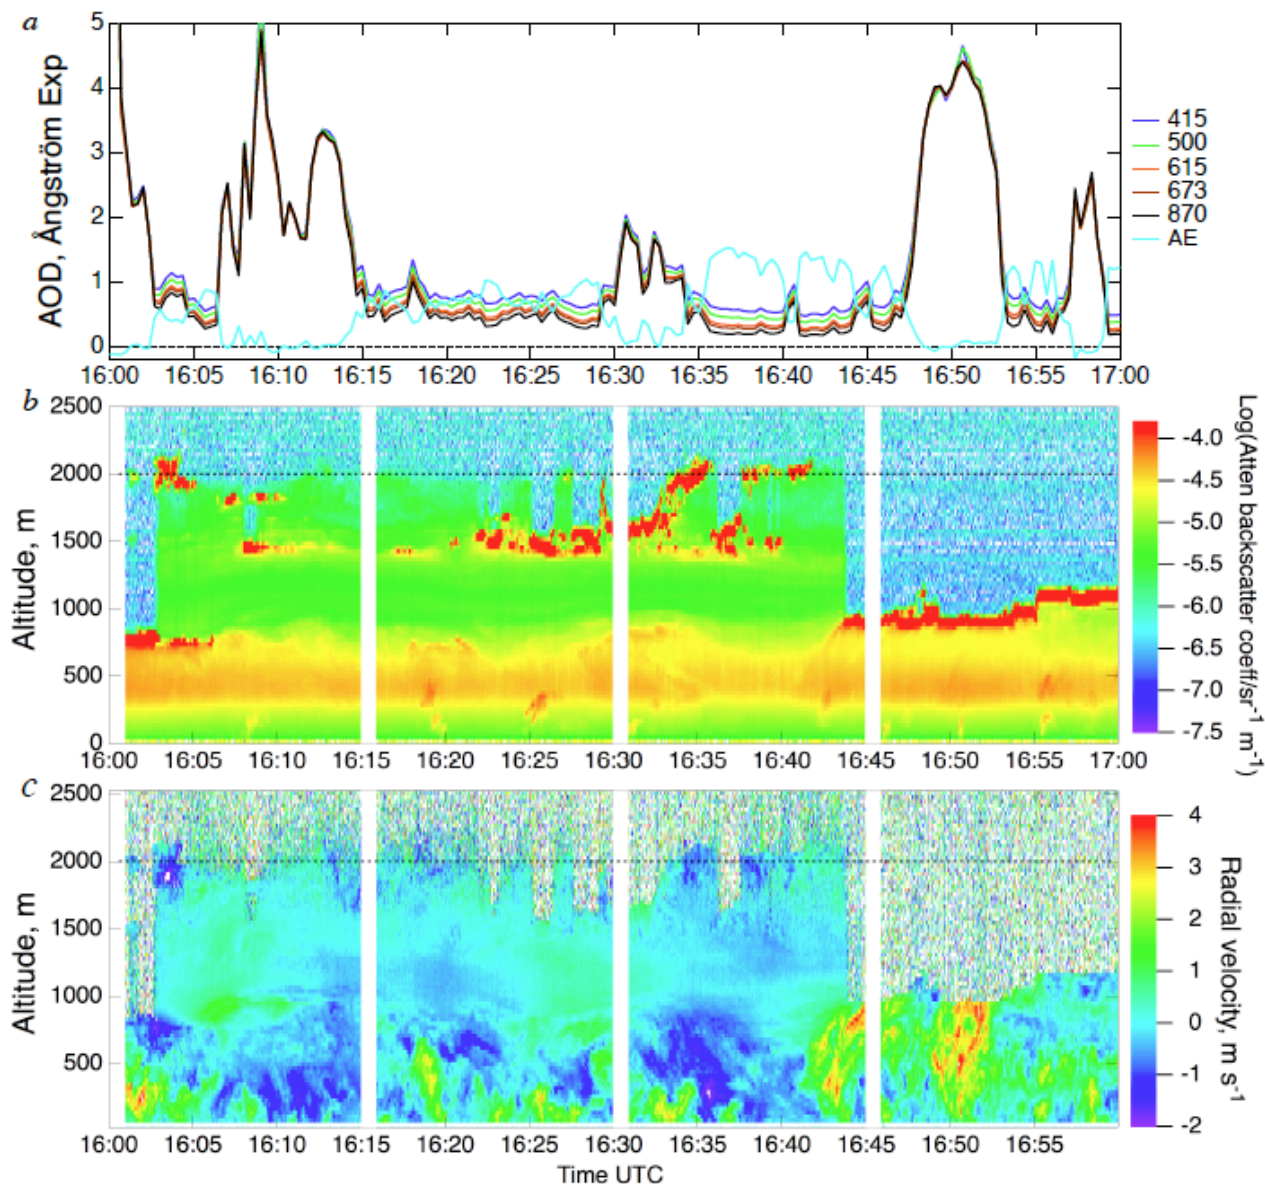 a
AOD, Ångström Exp
5
4
3
2
1
0
16:00 16:05 16:10 16:15 16:20 16:25 16:30 16:35 16:40 16:45 16:50 16:55 17:00
415
500
615
673
870
AE
b
Altitude, m
2500
2000
1500
1000
500
0
16:00 16:05 16:10 16:15 16:20 16:25 16:30 16:35 16:40 16:45 16:50 16:55 17:00
-4.0
-4.5
-5.0
-5.5
-6.0
-6.5
-7.0
-7.5
Log(Atten backscatter coeff/sr⁻¹ m⁻¹)
c
Altitude, m
2500
2000
1500
1000
500
16:00 16:05 16:10 16:15 16:20 16:25 16:30 16:35 16:40 16:45 16:50 16:55
Time UTC
4
3
2
1
0
-1
-2
Radial velocity, m s⁻¹